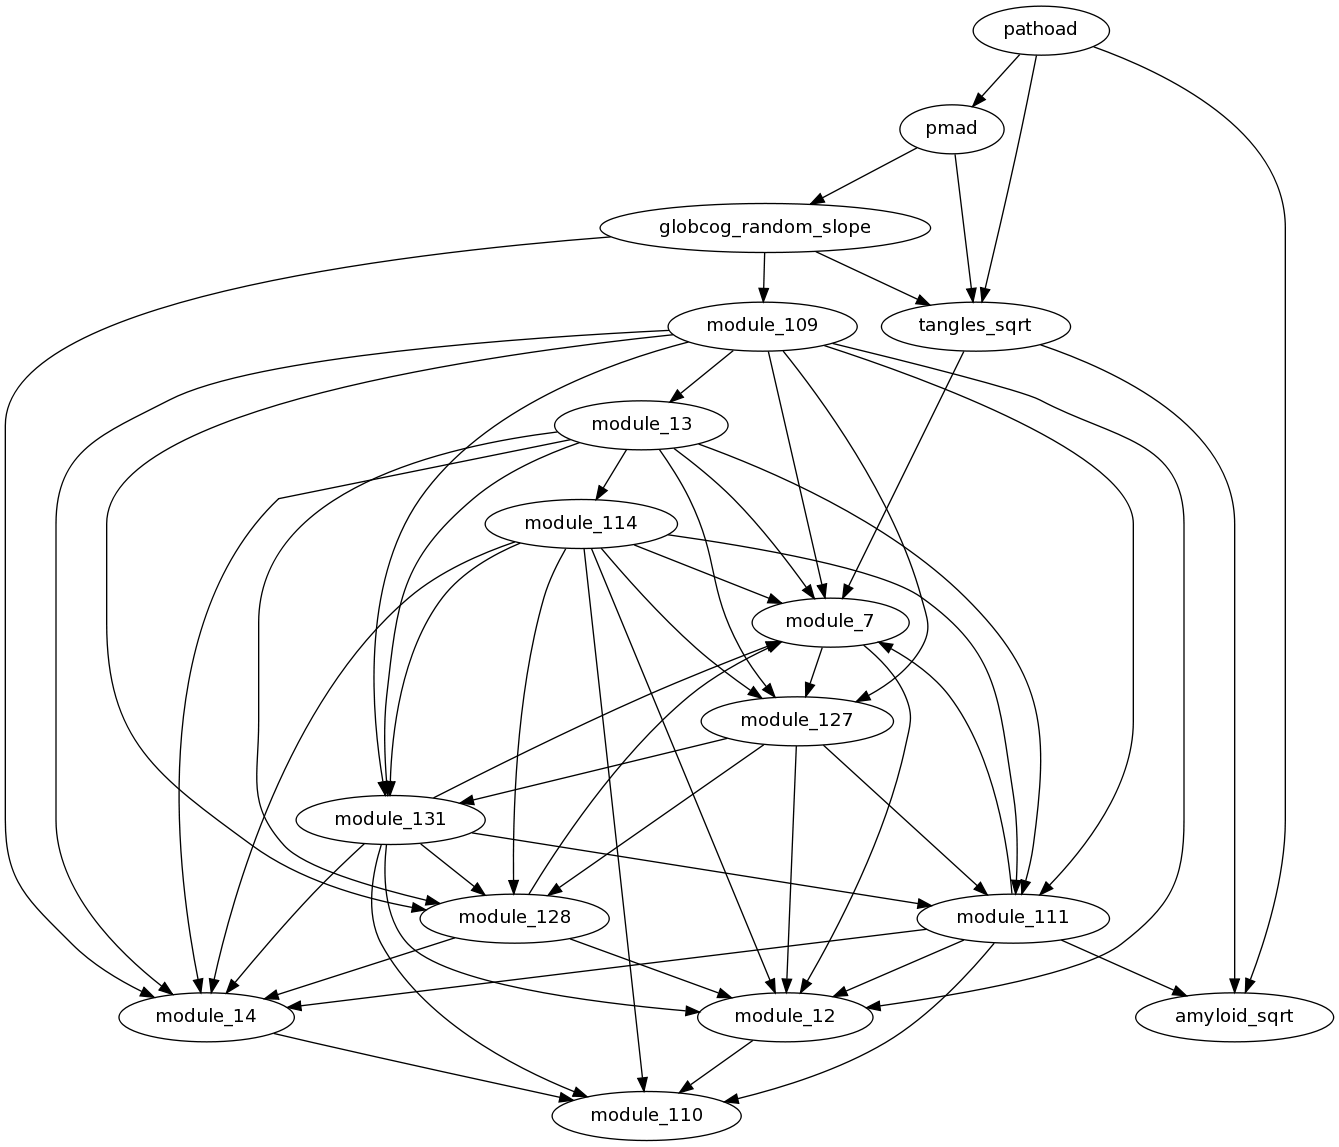 pathoad
pmad
globcog_random_slope
module_109
tangles_sqrt
module_13
module_114
module_7
module_127
module_131
module_128
module_111
module_14
module_12
amyloid_sqrt
module_110